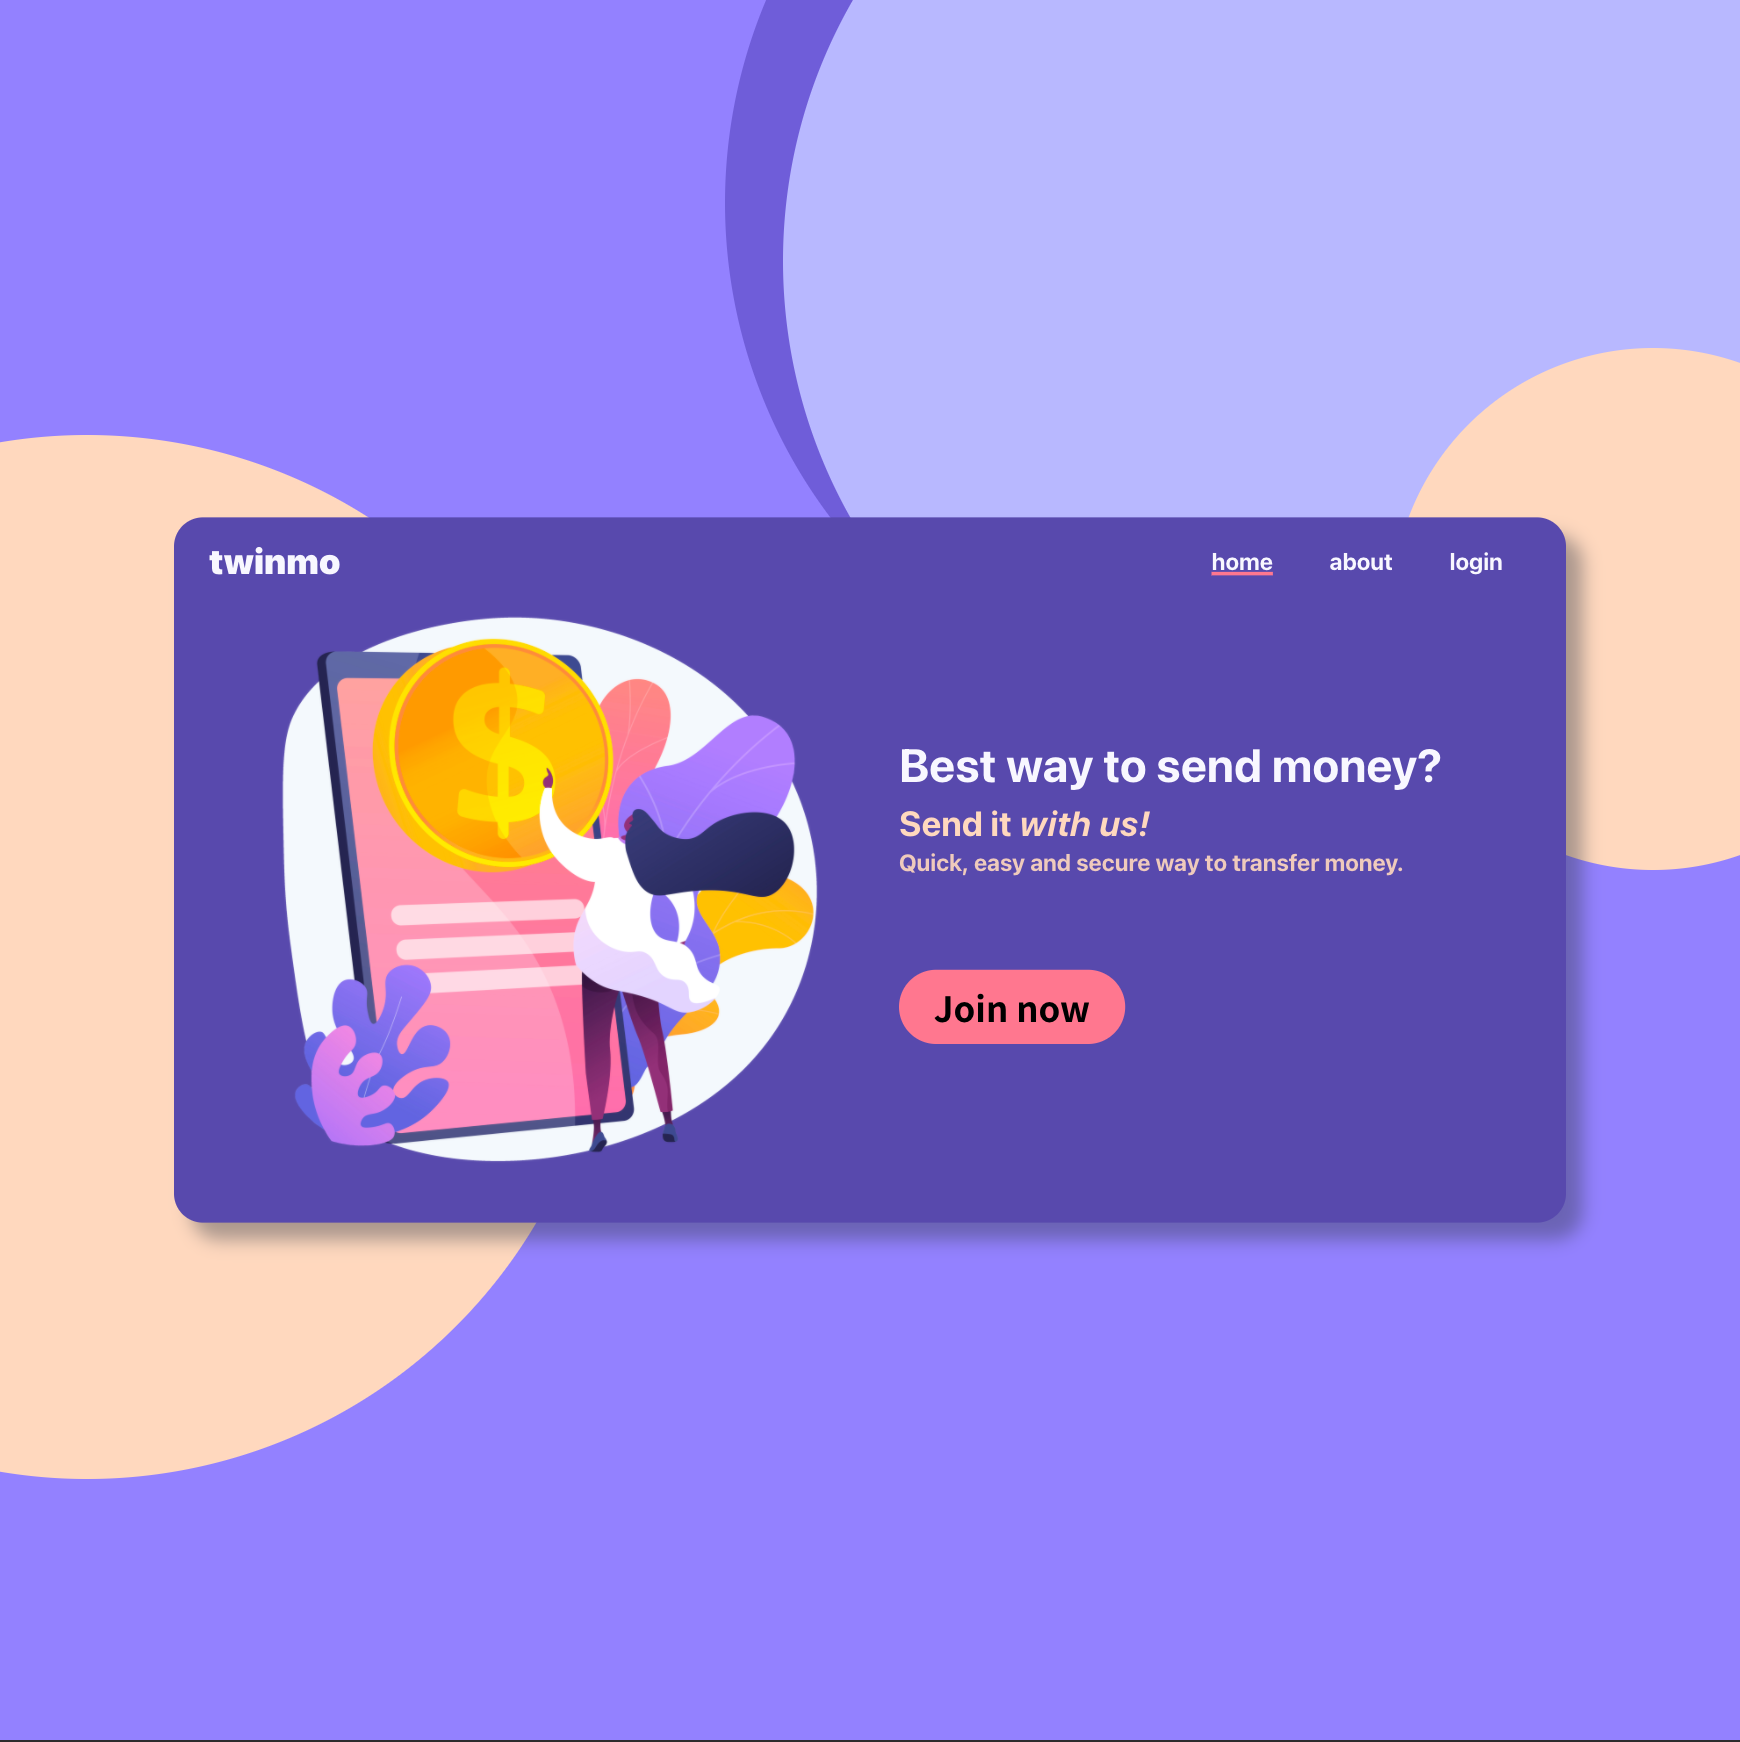 twinmo
home about login
$
Best way to send money?
Send it with us!
Quick, easy and secure way to transfer money.
Join now